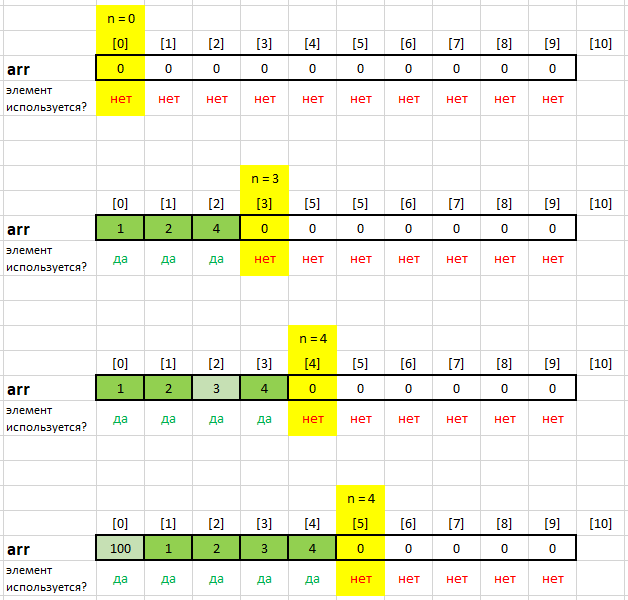 n = 0
[0] [1] [2] [3] [4] [5] [6] [7] [8] [9] [10]
arr 0 0 0 0 0 0 0 0 0 0
элемент
используется? нет нет нет нет нет нет нет нет нет нет
n = 3
[0] [1] [2] [3] [5] [5] [6] [7] [8] [9] [10]
arr 1 2 4 0 0 0 0 0 0 0
элемент
используется? да да да нет нет нет нет нет нет нет
n = 4
[0] [1] [2] [3] [4] [5] [6] [7] [8] [9] [10]
arr 1 2 3 4 0 0 0 0 0 0
элемент
используется? да да да да нет нет нет нет нет нет
n = 4
[0] [1] [2] [3] [4] [5] [6] [7] [8] [9] [10]
arr 100 1 2 3 4 0 0 0 0 0
элемент
используется? да да да да да нет нет нет нет нет